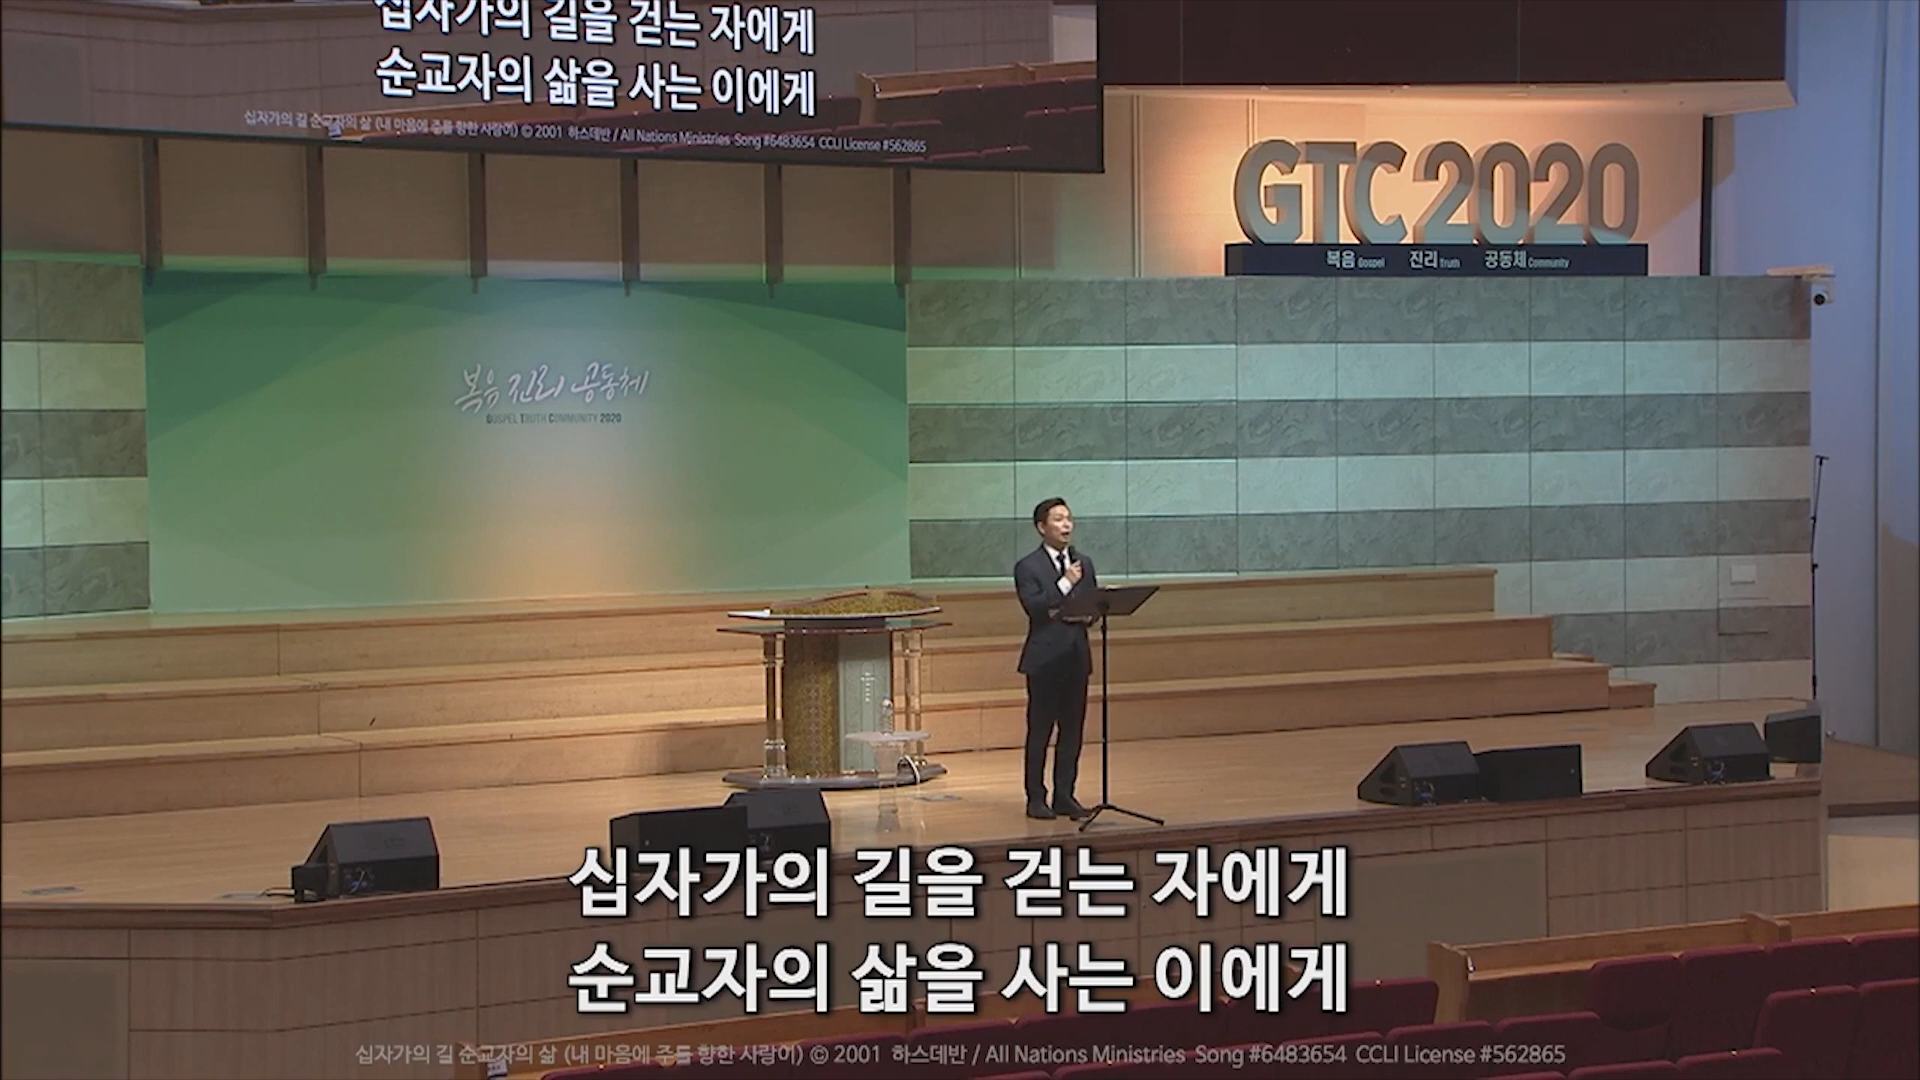 십자가의 길을 걷는 자에게
순교자의 삶을 사는 이에게
십자가의 길 순교자의 삶 (내 마음에 주를 향한 사랑이) © 2001 하스데반 / All Nations Ministries Song #6483654 CCLI License #562865
GTC 2020
복음 Gospel 진리 Truth 공동체 Community
복음 진리 공동체
GOSPEL TRUTH COMMUNITY 2020
십자가의 길을 걷는 자에게
순교자의 삶을 사는 이에게
십자가의 길 순교자의 삶 (내 마음에 주를 향한 사랑이) © 2001 하스데반 / All Nations Ministries Song #6483654 CCLI License #562865